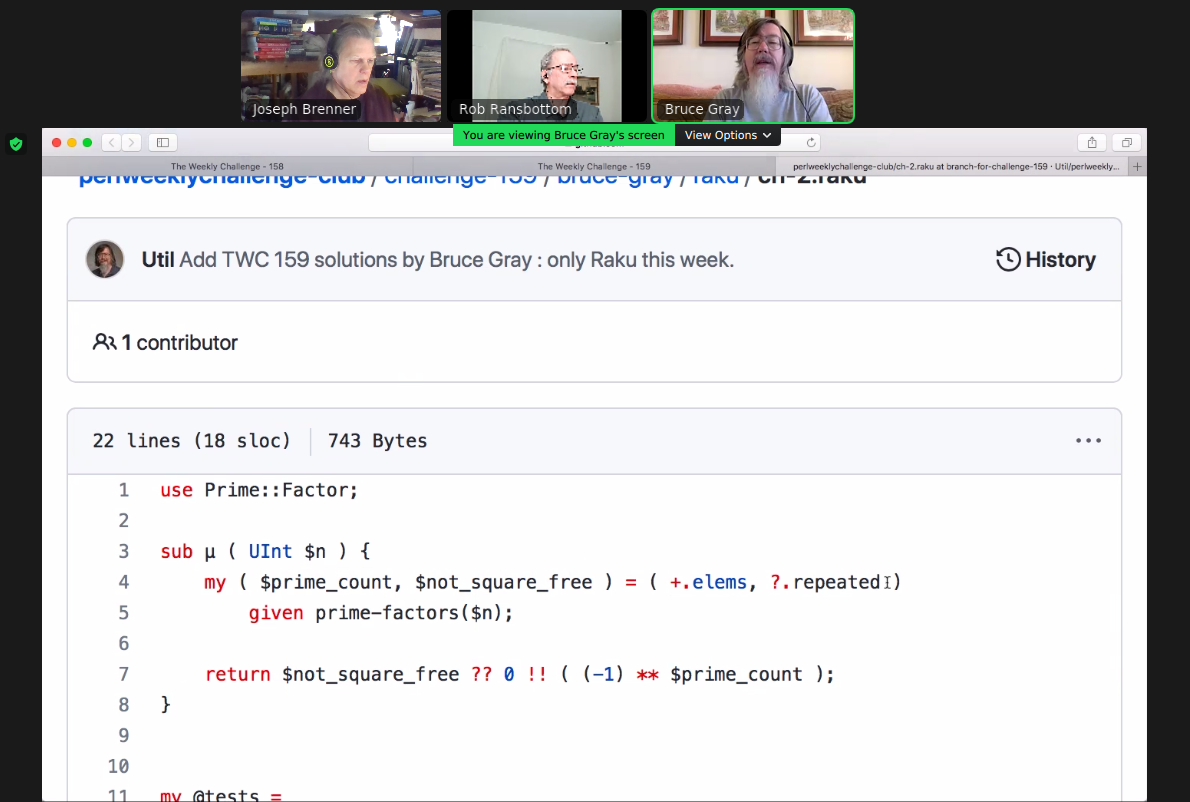 Joseph Brenner
Rob Ransbottom
Bruce Gray
You are viewing Bruce Gray's screen
View Options
The Weekly Challenge - 158
The Weekly Challenge - 159
perlweeklychallenge-club/ch-2.raku at branch-for-challenge-159 · Util/perlweekly...
perlweeklychallenge-club / challenge-159 / bruce-gray / raku / ch-2.raku
Util Add TWC 159 solutions by Bruce Gray : only Raku this week.
History
1 contributor
22 lines (18 sloc)
743 Bytes
1 use Prime::Factor;
2
3 sub μ ( UInt $n ) {
4 my ( $prime_count, $not_square_free ) = ( +.elems, ?.repeated)
5 given prime-factors($n);
6
7 return $not_square_free ?? 0 !! ( (-1) ** $prime_count );
8 }
9
10
11 my @tests =